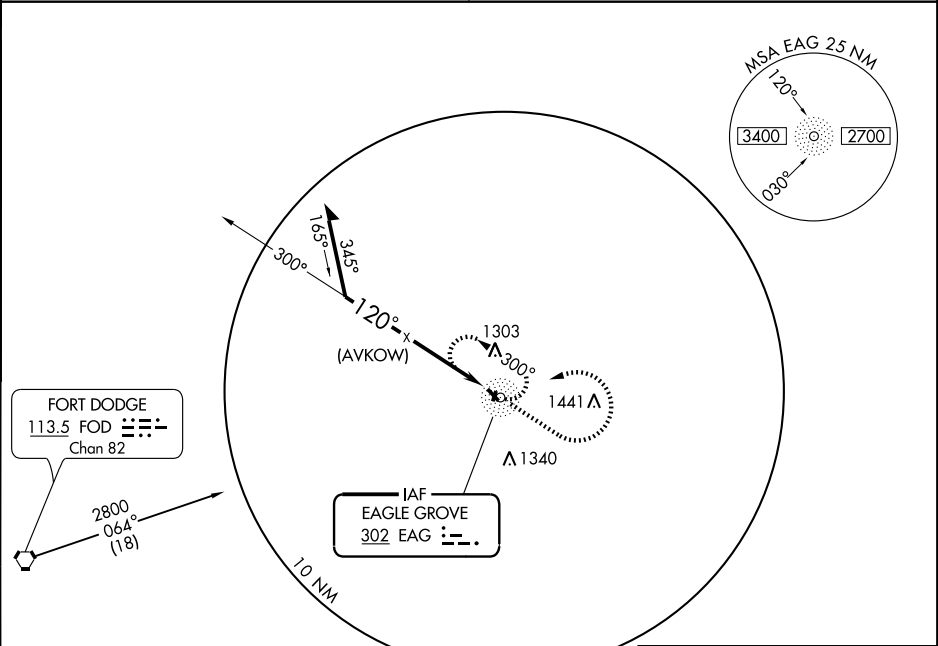 MSA EAG 25 NM
120°
3400
2700
030°
165°
345°
300°
120°
x
(AVKOW)
1303
300°
1441
1340
FORT DODGE
113.5 FOD
Chan 82
2800
064°
(18)
IAF
EAGLE GROVE
302 EAG
10 NM